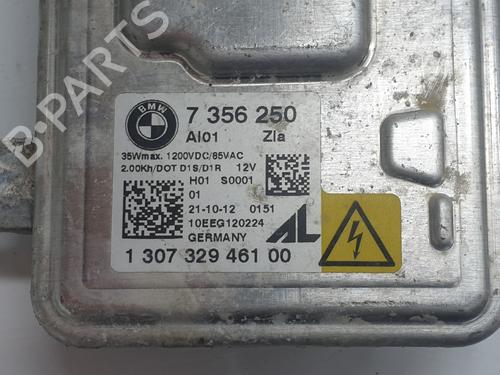 B-PARTS
BMW
7 356 250
AI01 Zla
35Wmax. 1200VDC/85VAC
2.00Kh/DOT D1S/D1R 12V
H01 S0001
01
21-10-12 0151
10EEG120224
GERMANY
AL
1 307 329 461 00